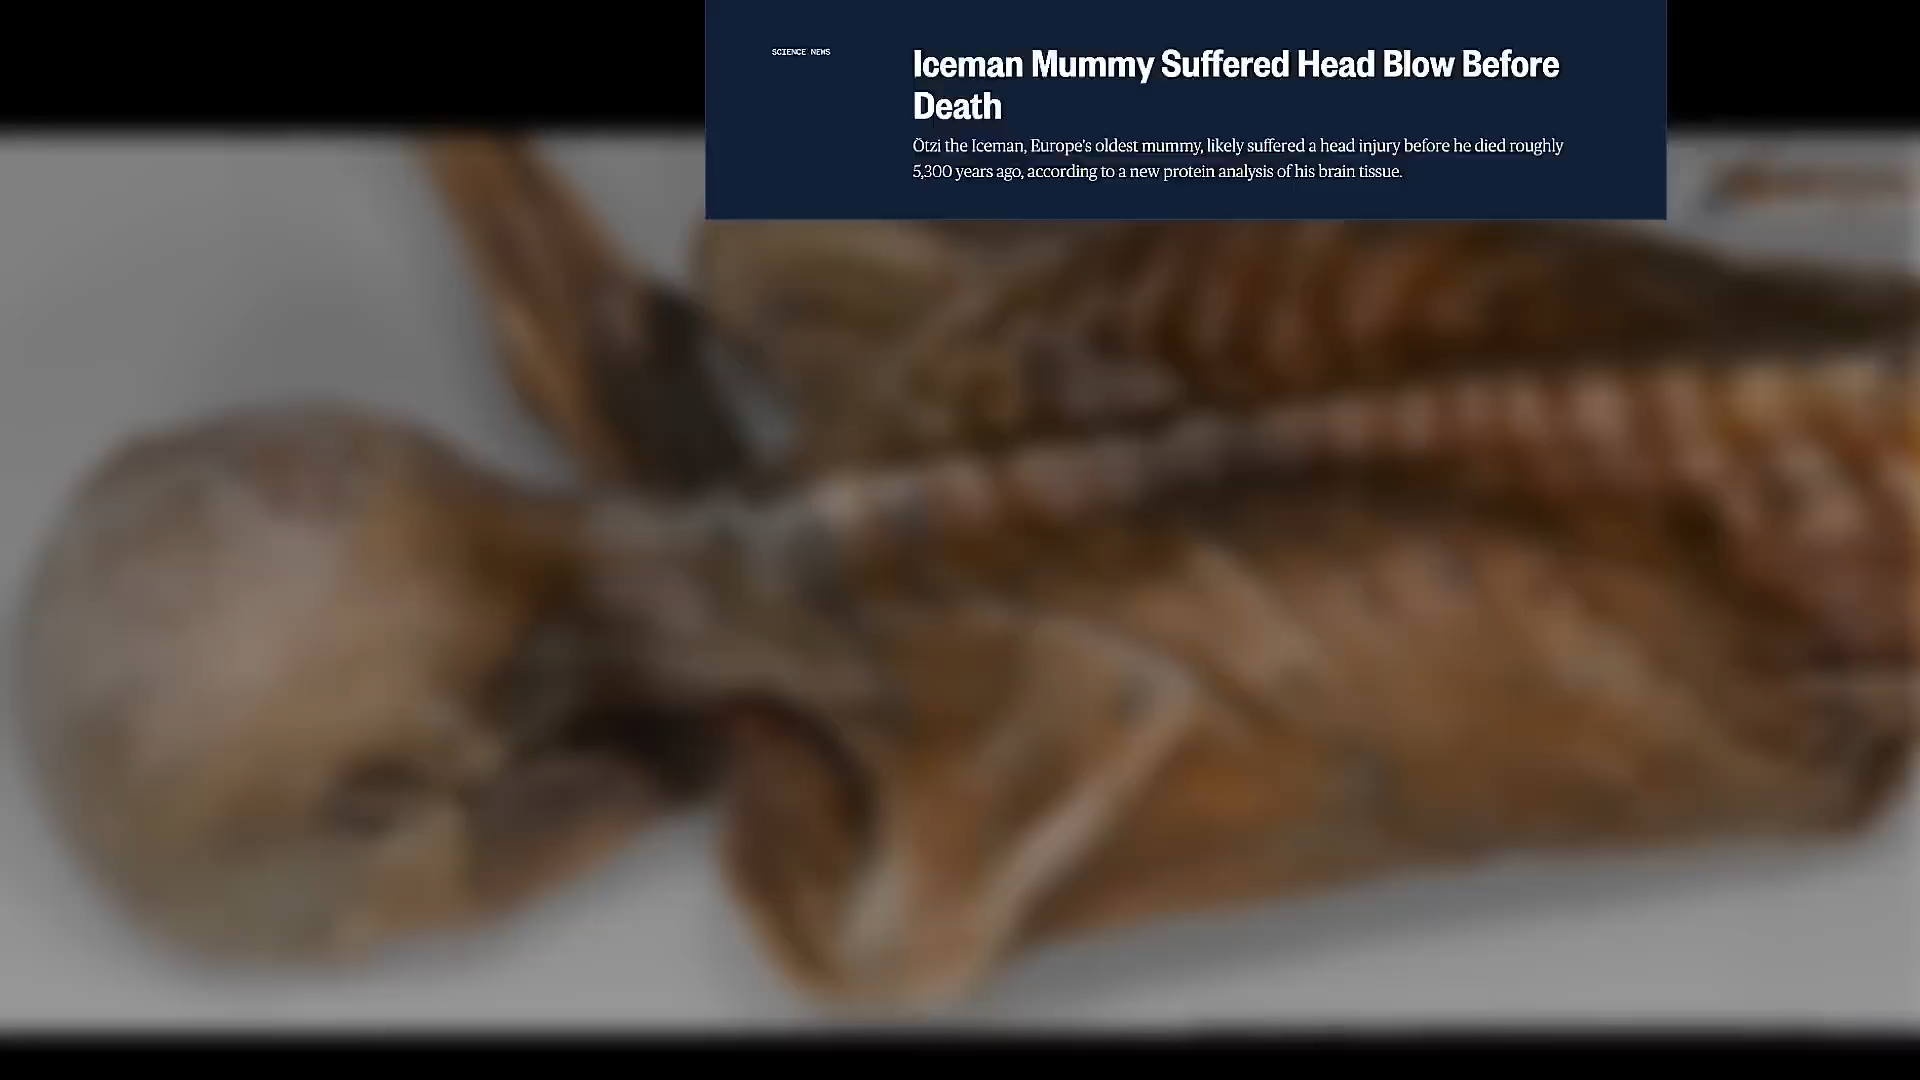 SCIENCE NEWS
Iceman Mummy Suffered Head Blow Before
Death
Ötzi the Iceman, Europe's oldest mummy, likely suffered a head injury before he died roughly
5,300 years ago, according to a new protein analysis of his brain tissue.